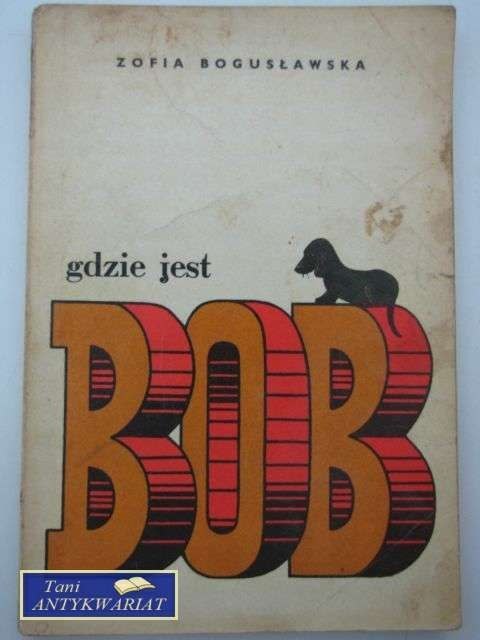 ZOFIA BOGUSŁAWSKA
gdzie jest
BOB
Tani
ANTYKWARIAT